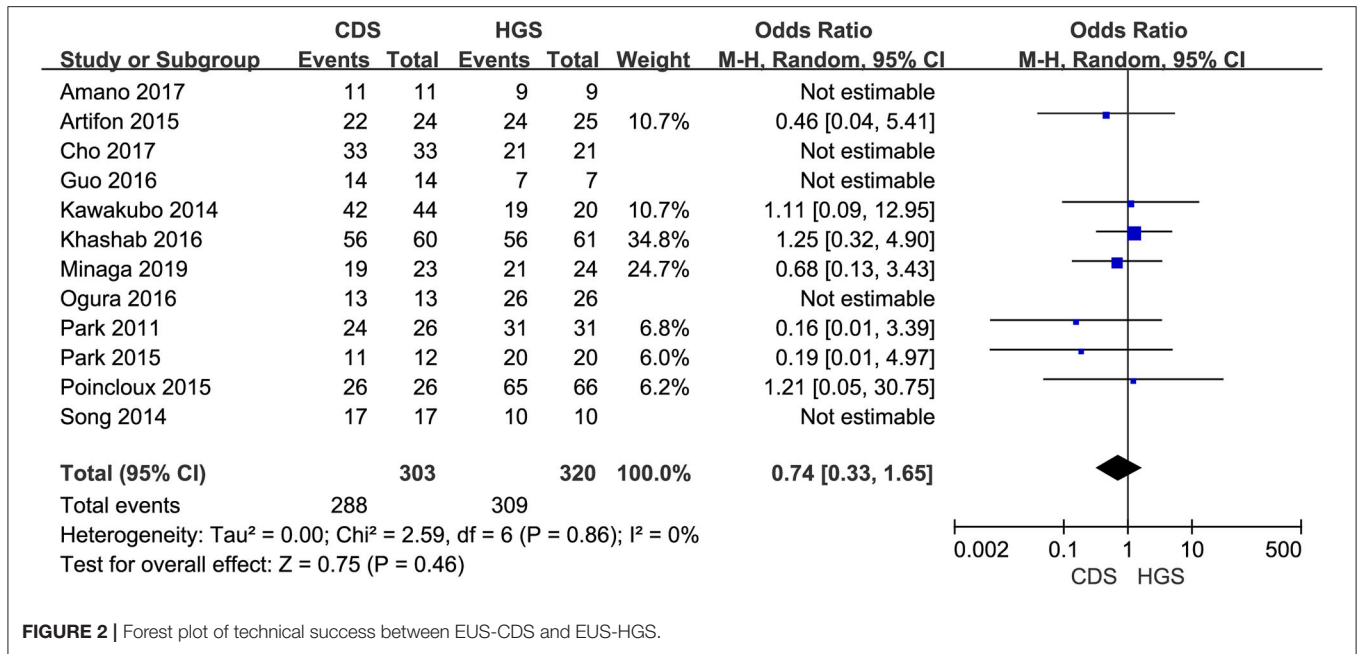 CDS HGS Odds Ratio Odds Ratio
Study or Subgroup Events Total Events Total Weight M-H, Random, 95% CI M-H, Random, 95% CI
Amano 2017 11 11 9 9 Not estimable
Artifon 2015 22 24 24 25 10.7% 0.46 [0.04, 5.41]
Cho 2017 33 33 21 21 Not estimable
Guo 2016 14 14 7 7 Not estimable
Kawakubo 2014 42 44 19 20 10.7% 1.11 [0.09, 12.95]
Khashab 2016 56 60 56 61 34.8% 1.25 [0.32, 4.90]
Minaga 2019 19 23 21 24 24.7% 0.68 [0.13, 3.43]
Ogura 2016 13 13 26 26 Not estimable
Park 2011 24 26 31 31 6.8% 0.16 [0.01, 3.39]
Park 2015 11 12 20 20 6.0% 0.19 [0.01, 4.97]
Poincloux 2015 26 26 65 66 6.2% 1.21 [0.05, 30.75]
Song 2014 17 17 10 10 Not estimable
Total (95% CI) 303 320 100.0% 0.74 [0.33, 1.65]
Total events 288 309
Heterogeneity: Tau² = 0.00; Chi² = 2.59, df = 6 (P = 0.86); I² = 0%
Test for overall effect: Z = 0.75 (P = 0.46)
0.002 0.1 1 10 500
CDS HGS
FIGURE 2 | Forest plot of technical success between EUS-CDS and EUS-HGS.